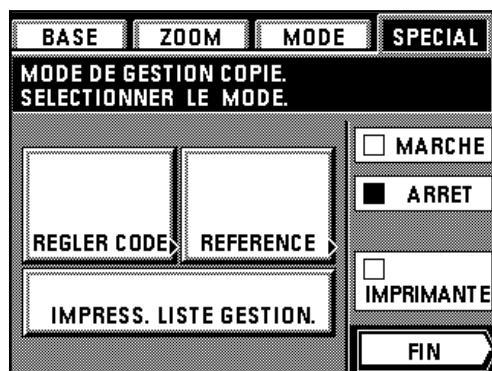 BASE ZOOM MODE SPECIAL
MODE DE GESTION COPIE.
SELECTIONNER LE MODE.
MARCHE
ARRET
REGLER CODE REFERENCE
IMPRIMANTE
IMPRESS. LISTE GESTION.
FIN